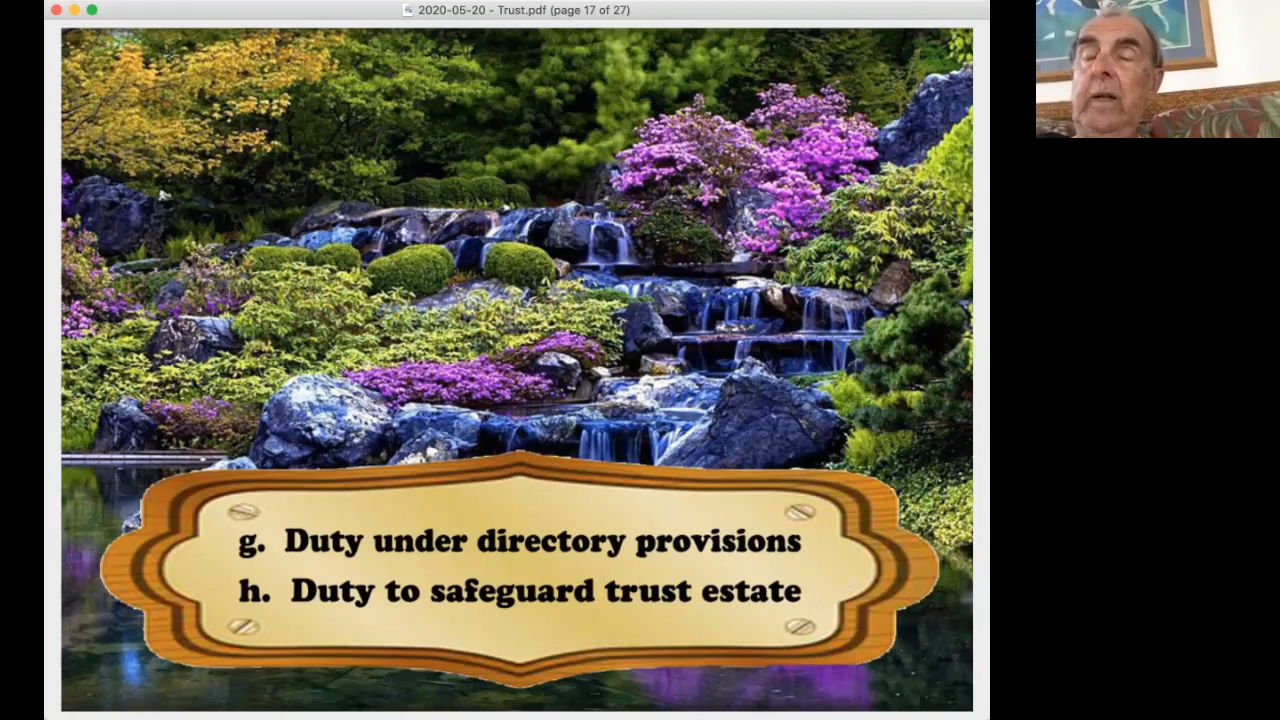 2020-05-20 - Trust.pdf (page 17 of 27)
g. Duty under directory provisions
h. Duty to safeguard trust estate